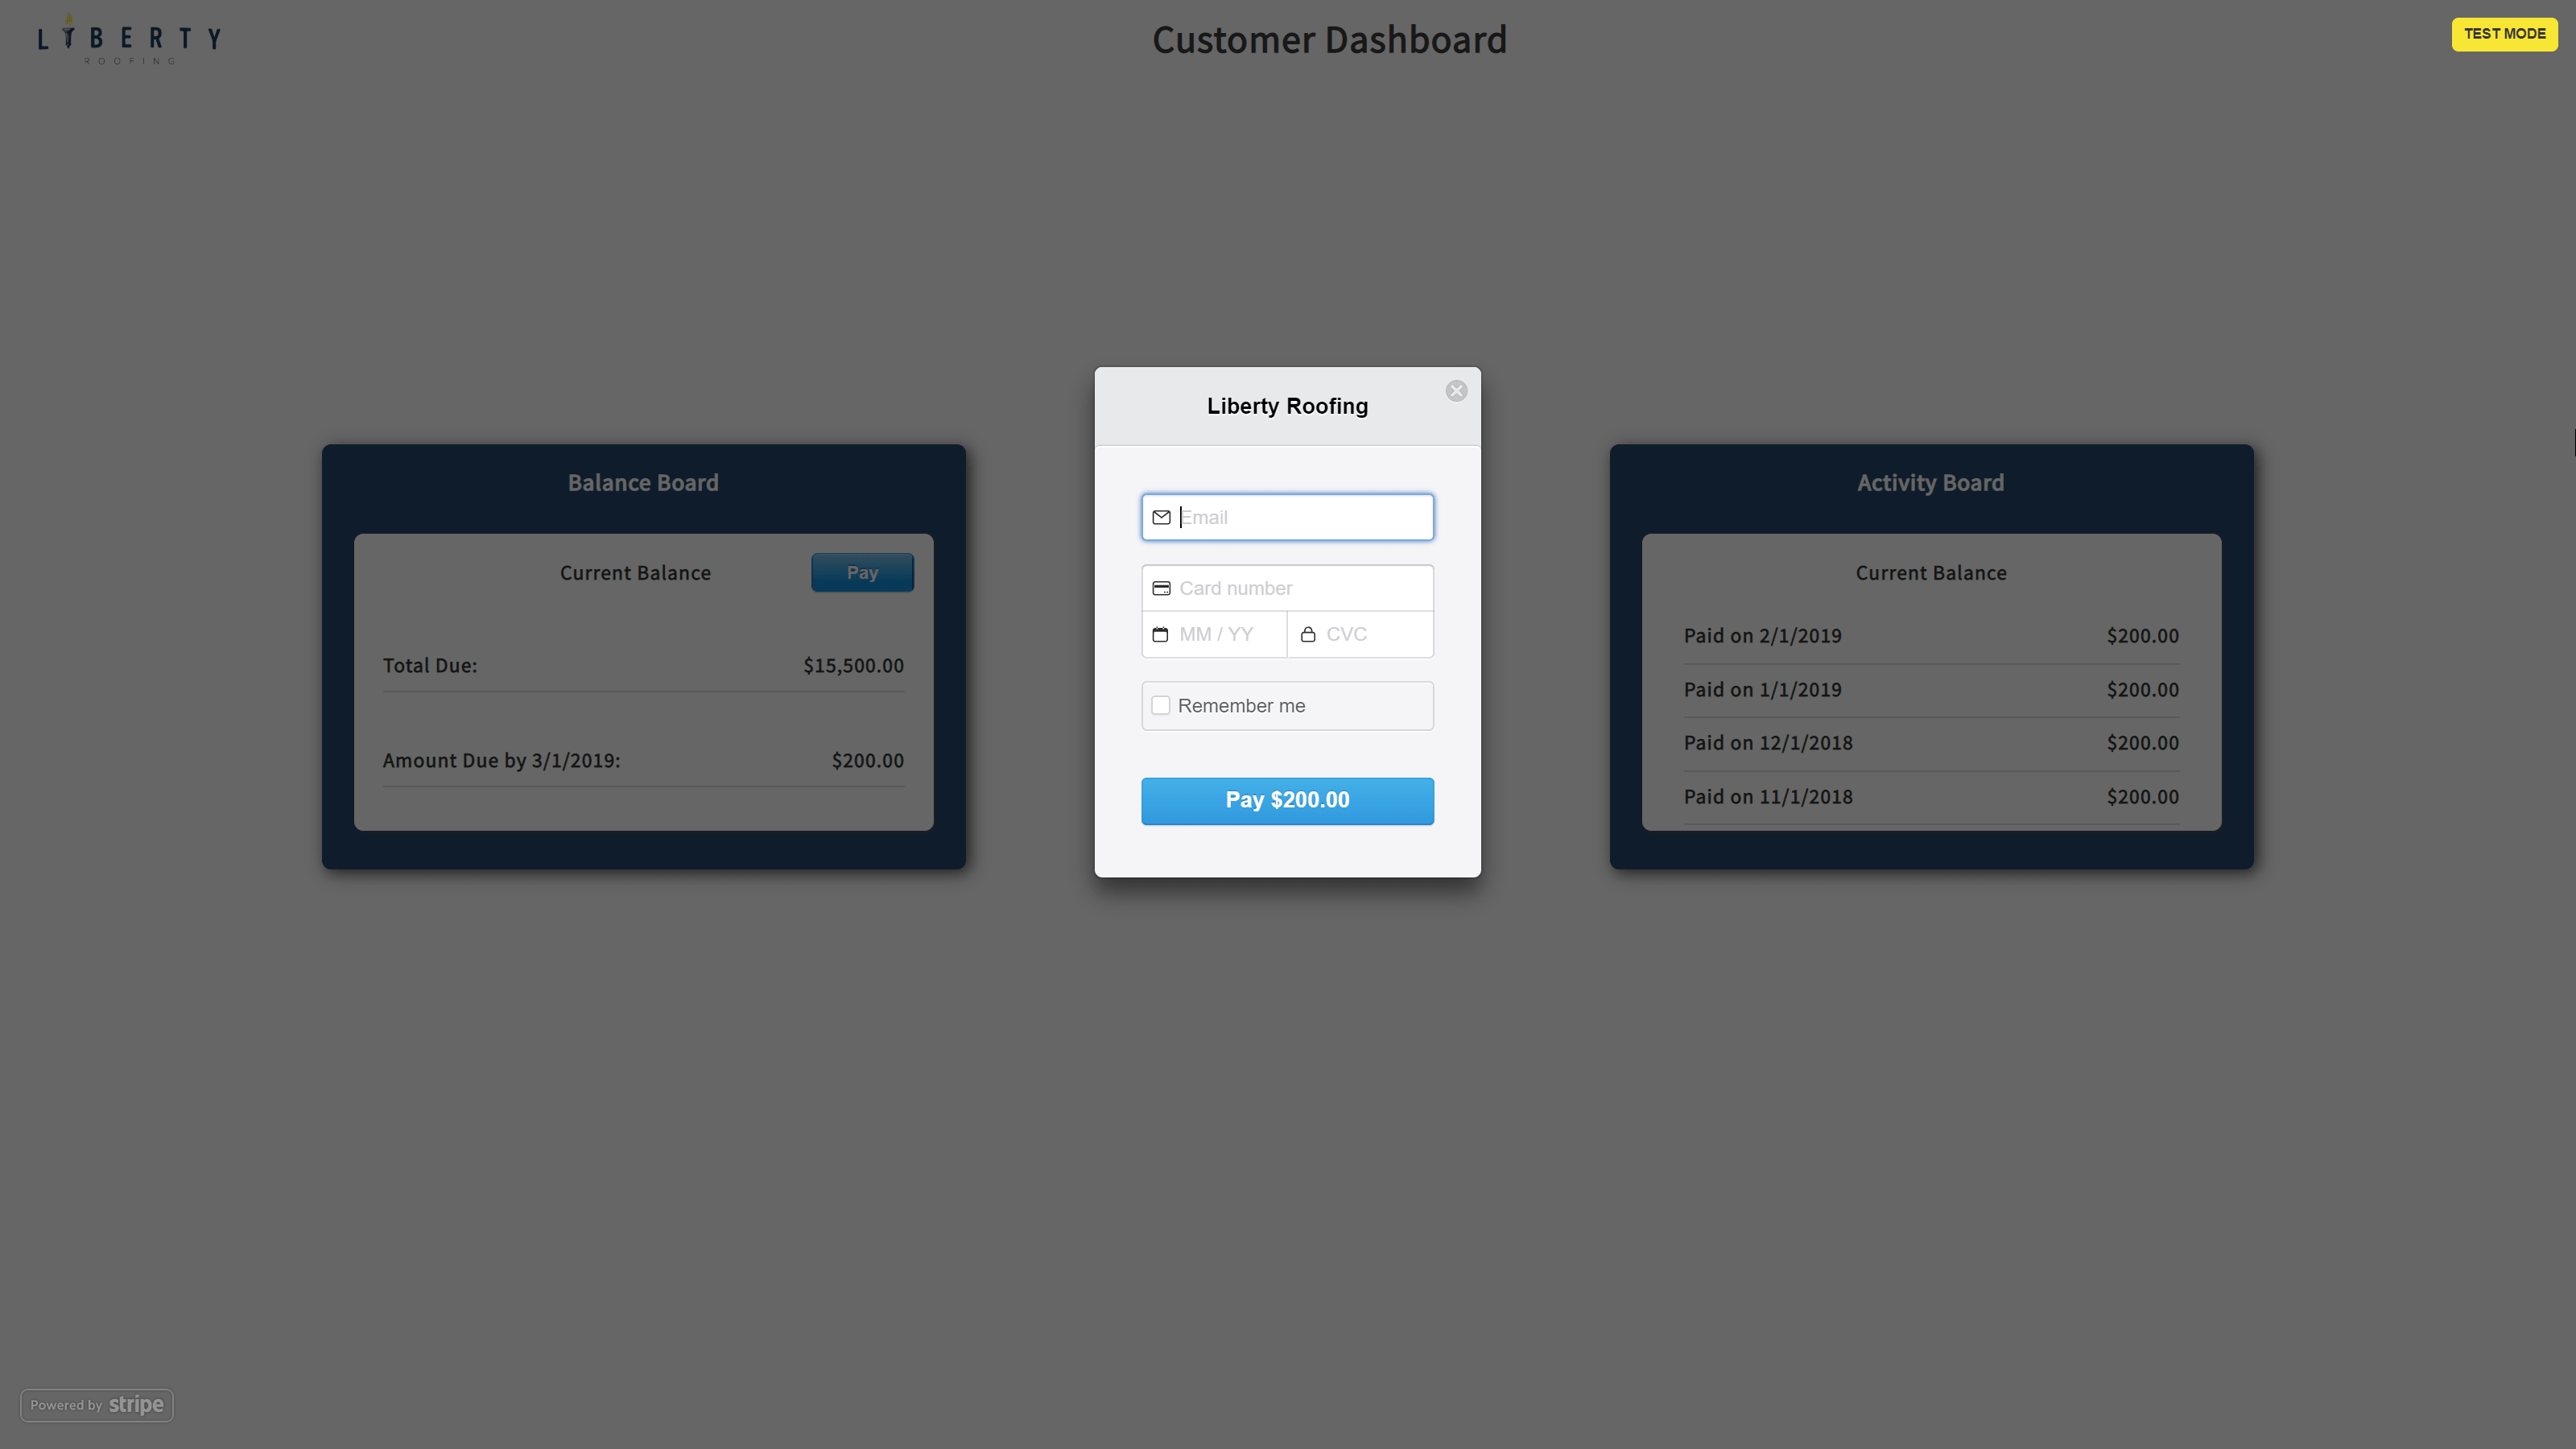 LIBERTY
ROOFING
Customer Dashboard
TEST MODE
Balance Board
Current Balance
Pay
Total Due: $15,500.00
Amount Due by 3/1/2019: $200.00
Liberty Roofing
Email
Card number
MM / YY CVC
Remember me
Pay $200.00
Activity Board
Current Balance
Paid on 2/1/2019 $200.00
Paid on 1/1/2019 $200.00
Paid on 12/1/2018 $200.00
Paid on 11/1/2018 $200.00
Powered by stripe